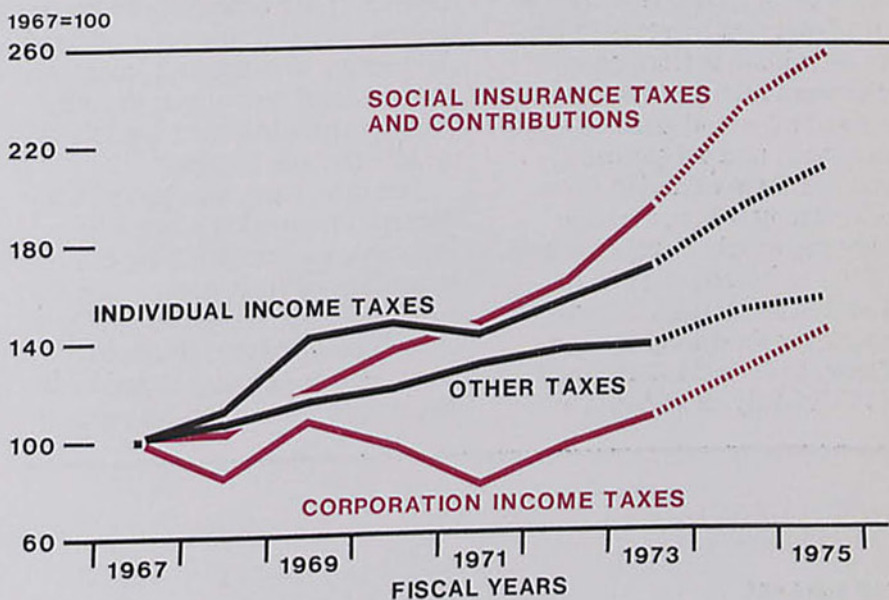 1967=100
260
220
180
140
100
60
SOCIAL INSURANCE TAXES
AND CONTRIBUTIONS
INDIVIDUAL INCOME TAXES
OTHER TAXES
CORPORATION INCOME TAXES
1967
1969
1971
1973
1975
FISCAL YEARS